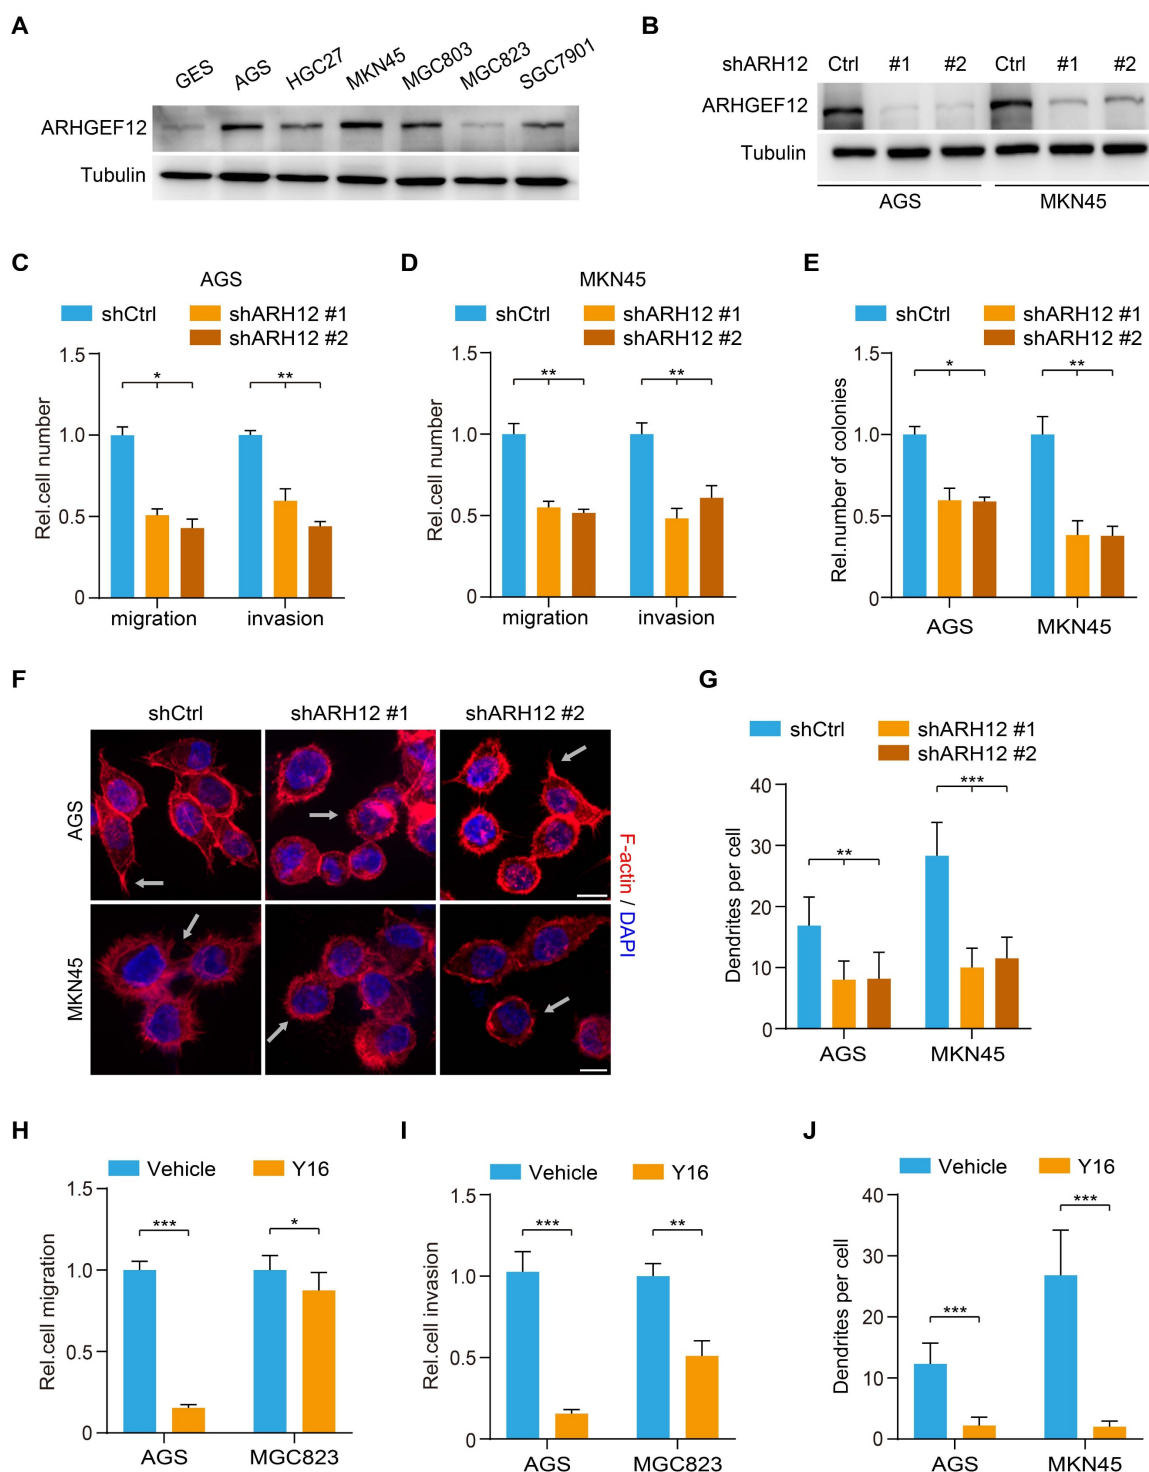 A
GES AGS HGC27 MKN45 MGC803 MGC823 SGC7901
ARHGEF12
Tubulin
B
shARH12 Ctrl #1 #2 Ctrl #1 #2
ARHGEF12
Tubulin
AGS MKN45
C
AGS
shCtrl shARH12 #1
shARH12 #2
Rel.cell number
1.5
1.0
0.5
0
* **
migration invasion
D
MKN45
shCtrl shARH12 #1
shARH12 #2
Rel.cell number
1.5
1.0
0.5
0
** **
migration invasion
E
shCtrl shARH12 #1
shARH12 #2
Rel.number of colonies
1.5
1.0
0.5
0
* **
AGS MKN45
F
shCtrl shARH12 #1 shARH12 #2
AGS
MKN45
F-actin / DAPI
G
shCtrl shARH12 #1
shARH12 #2
Dendrites per cell
40
30
20
10
0
** ***
AGS MKN45
H
Vehicle Y16
Rel.cell migration
1.5
1.0
0.5
0
*** *
AGS MGC823
I
Vehicle Y16
Rel.cell invasion
1.5
1.0
0.5
0
*** **
AGS MGC823
J
Vehicle Y16
Dendrites per cell
40
30
20
10
0
*** ***
AGS MKN45